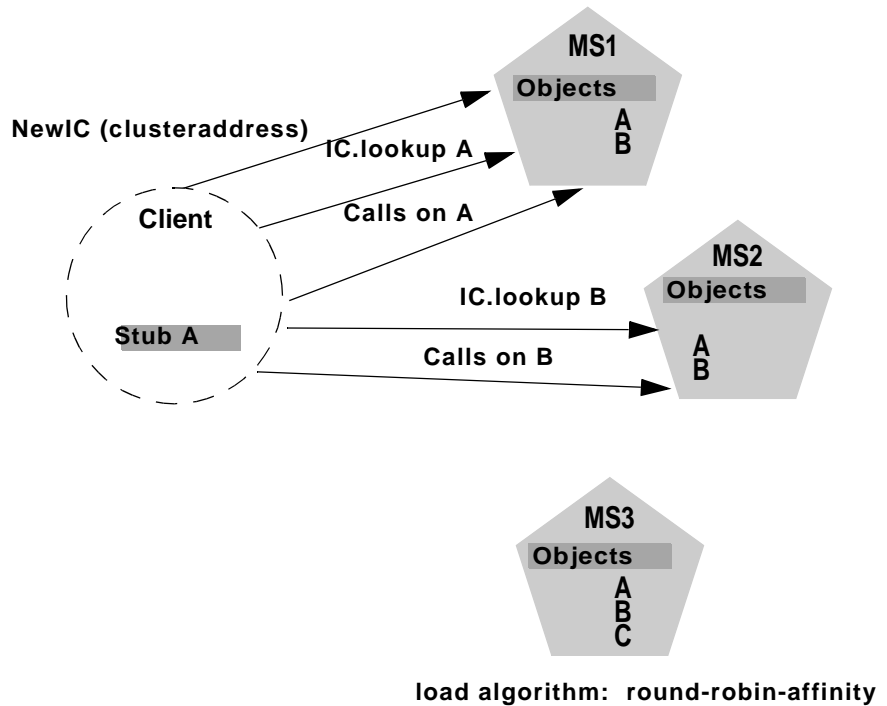 MS1
Objects
A
B
NewIC (clusteraddress)
IC.lookup A
Calls on A
Client
Stub A
MS2
Objects
A
B
IC.lookup B
Calls on B
MS3
Objects
A
B
C
load algorithm: round-robin-affinity